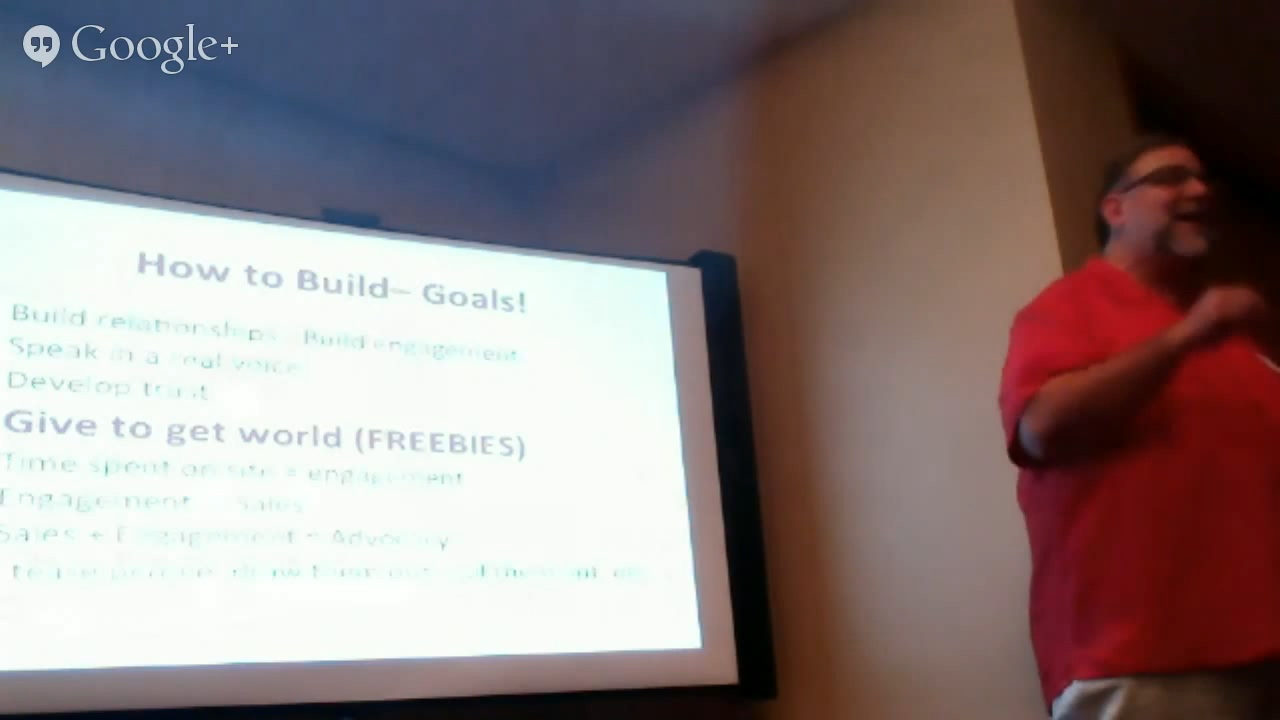 Google+
How to Build– Goals!
Build relationships Build engagement
Speak in a real voice
Develop trust
Give to get world (FREEBIES)
Time spent on site = engagement
Engagement Sales
Sales + Engagement = Advocacy